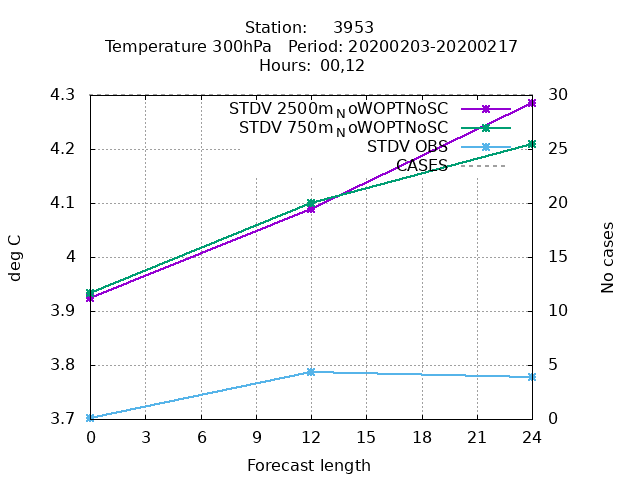 Station: 3953
Temperature 300hPa Period: 20200203-20200217
Hours: 00,12
4.3
4.2
4.1
4
3.9
3.8
3.7
30
25
20
15
10
5
0
STDV 2500mNoWOPTNoSC
STDV 750mNoWOPTNoSC
STDV OBS
CASES
deg C
No cases
0 3 6 9 12 15 18 21 24
Forecast length